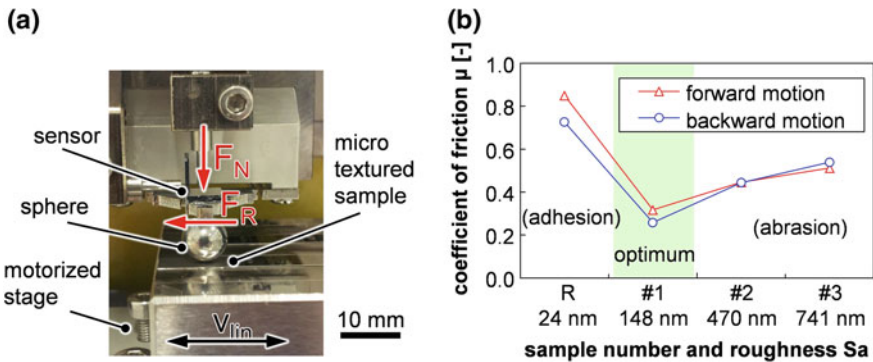 (a)
sensor
sphere
motorized
stage
micro
textured
sample
F_N
F_R
V_lin
10 mm
(b)
coefficient of friction μ [-]
1.0
0.8
0.6
0.4
0.2
0.0
forward motion
backward motion
(adhesion)
optimum
(abrasion)
R #1 #2 #3
24 nm 148 nm 470 nm 741 nm
sample number and roughness Sa